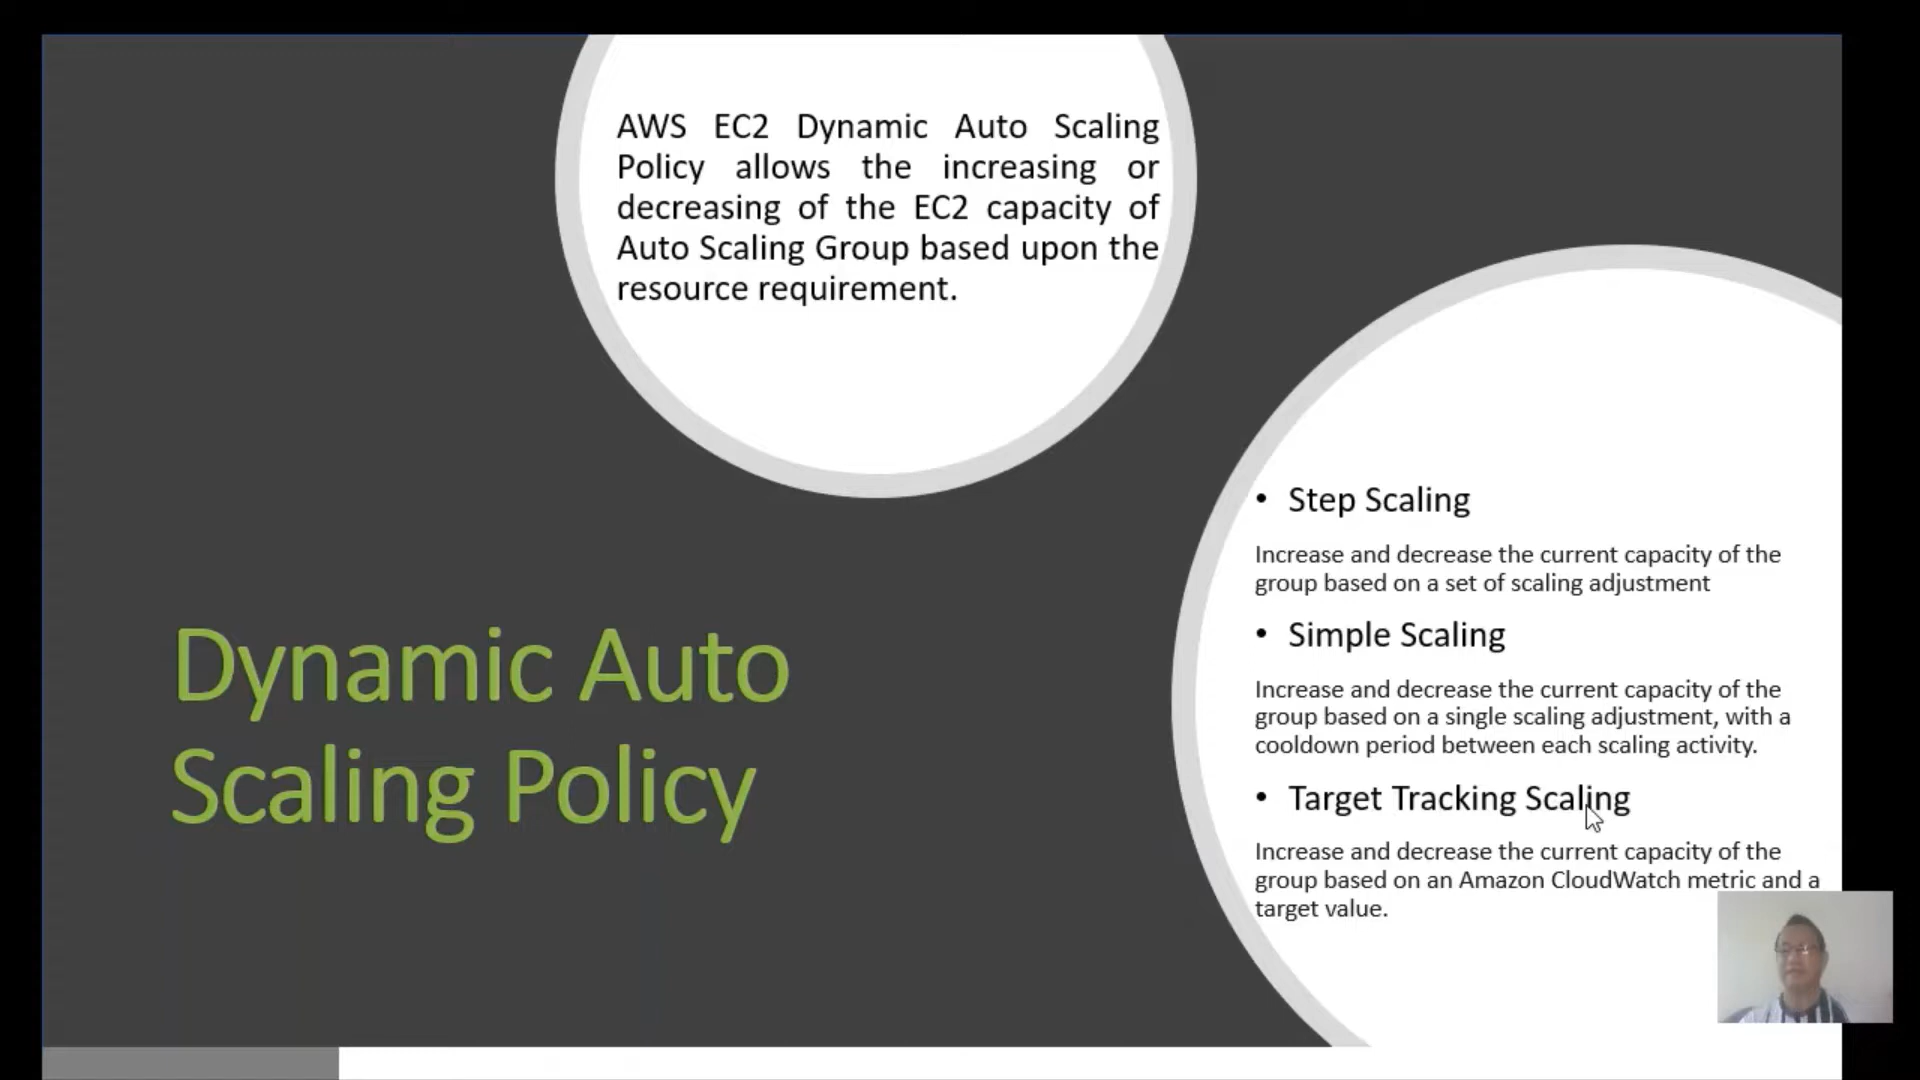 AWS EC2 Dynamic Auto Scaling
Policy allows the increasing or
decreasing of the EC2 capacity of
Auto Scaling Group based upon the
resource requirement.
Dynamic Auto
Scaling Policy
• Step Scaling
Increase and decrease the current capacity of the
group based on a set of scaling adjustment
• Simple Scaling
Increase and decrease the current capacity of the
group based on a single scaling adjustment, with a
cooldown period between each scaling activity.
• Target Tracking Scaling
Increase and decrease the current capacity of the
group based on an Amazon CloudWatch metric and a
target value.